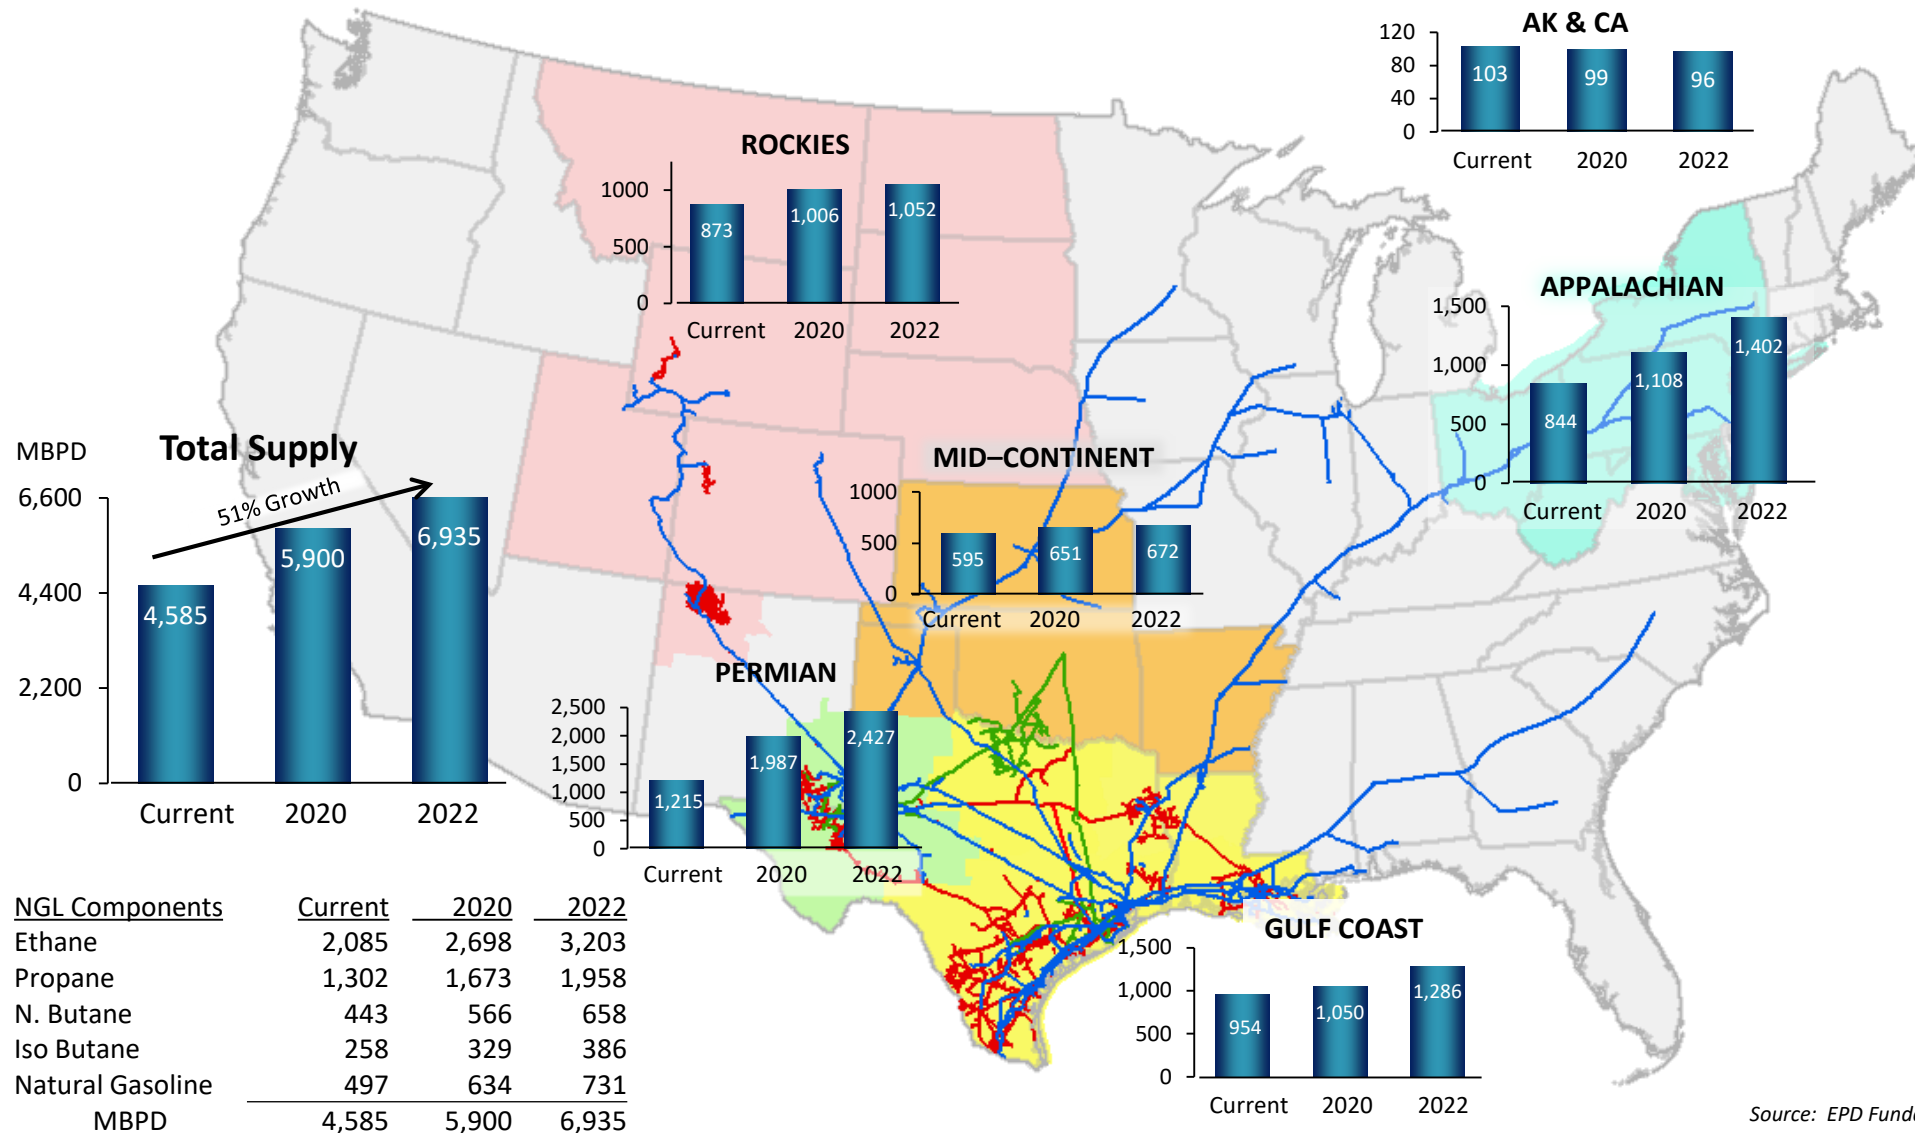 AK & CA
120
80
40
0
103
99
96
Current 2020 2022
ROCKIES
1000
500
0
873
1,006
1,052
Current 2020 2022
APPALACHIAN
1,500
1,000
500
0
844
1,108
1,402
Current 2020 2022
MBPD
Total Supply
51% Growth
6,600
4,400
2,200
0
4,585
5,900
6,935
Current 2020 2022
MID–CONTINENT
1000
500
0
595
651
672
Current 2020 2022
PERMIAN
2,500
2,000
1,500
1,000
500
0
1,215
1,987
2,427
Current 2020 2022
GULF COAST
1,500
1,000
500
0
954
1,050
1,286
Current 2020 2022
NGL Components Current 2020 2022
Ethane 2,085 2,698 3,203
Propane 1,302 1,673 1,958
N. Butane 443 566 658
Iso Butane 258 329 386
Natural Gasoline 497 634 731
MBPD 4,585 5,900 6,935
Source: EPD